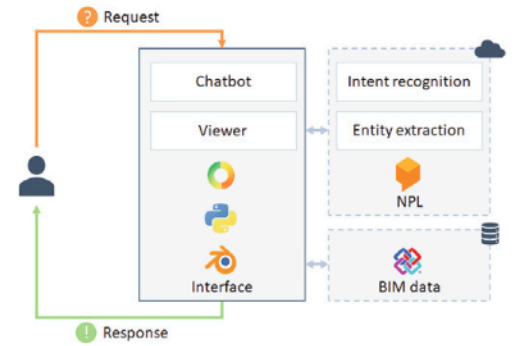 ? Request
Chatbot
Viewer
Interface
Intent recognition
Entity extraction
NPL
BIM data
! Response